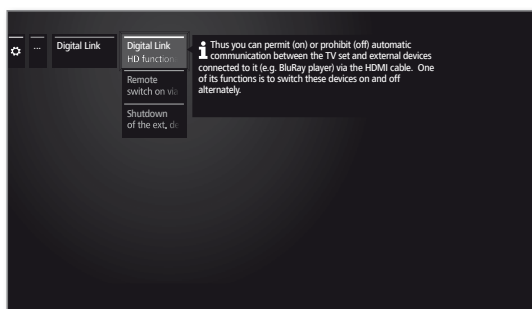 ...
Digital Link
Digital Link
HD function
Remote
switch on via
Shutdown
of the ext. de
Thus you can permit (on) or prohibit (off) automatic
communication between the TV set and external devices
connected to it (e.g. BluRay player) via the HDMI cable. One
of its functions is to switch these devices on and off
alternately.